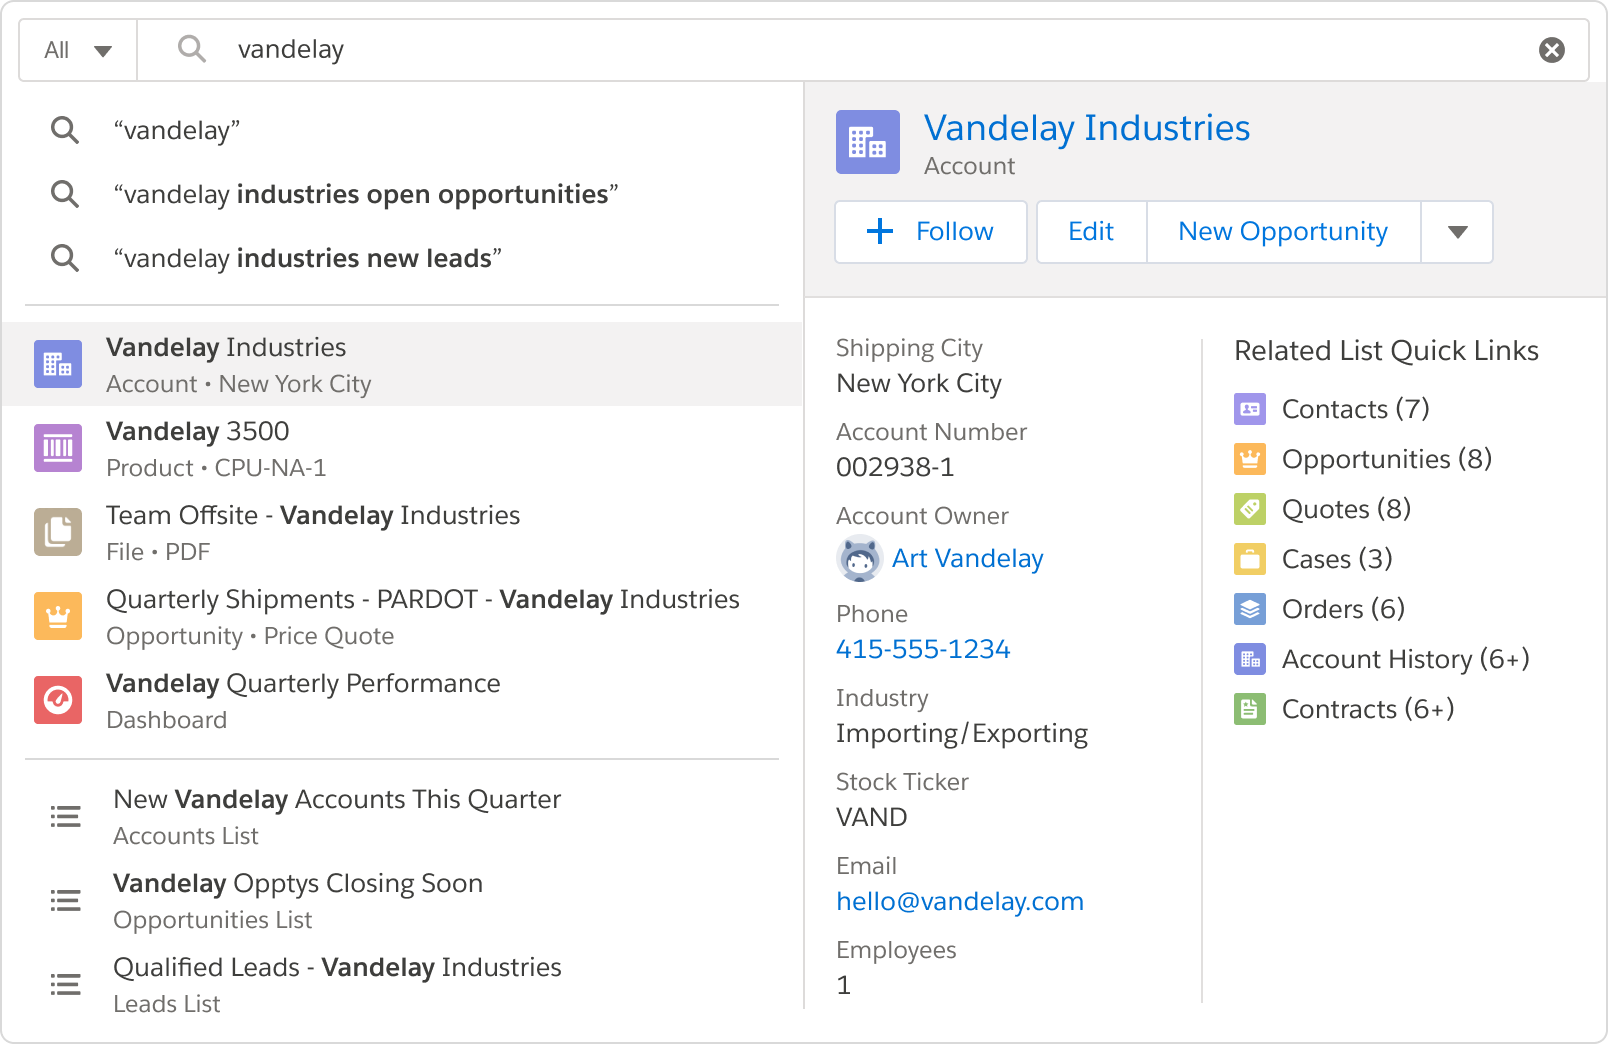 All
vandelay
“vandelay”
“vandelay industries open opportunities”
“vandelay industries new leads”
Vandelay Industries
Account • New York City
Vandelay 3500
Product • CPU-NA-1
Team Offsite - Vandelay Industries
File • PDF
Quarterly Shipments - PARDOT - Vandelay Industries
Opportunity • Price Quote
Vandelay Quarterly Performance
Dashboard
New Vandelay Accounts This Quarter
Accounts List
Vandelay Opptys Closing Soon
Opportunities List
Qualified Leads - Vandelay Industries
Leads List
Vandelay Industries
Account
Follow
Edit
New Opportunity
Shipping City
New York City
Account Number
002938-1
Account Owner
Art Vandelay
Phone
415-555-1234
Industry
Importing/Exporting
Stock Ticker
VAND
Email
hello@vandelay.com
Employees
1
Related List Quick Links
Contacts (7)
Opportunities (8)
Quotes (8)
Cases (3)
Orders (6)
Account History (6+)
Contracts (6+)